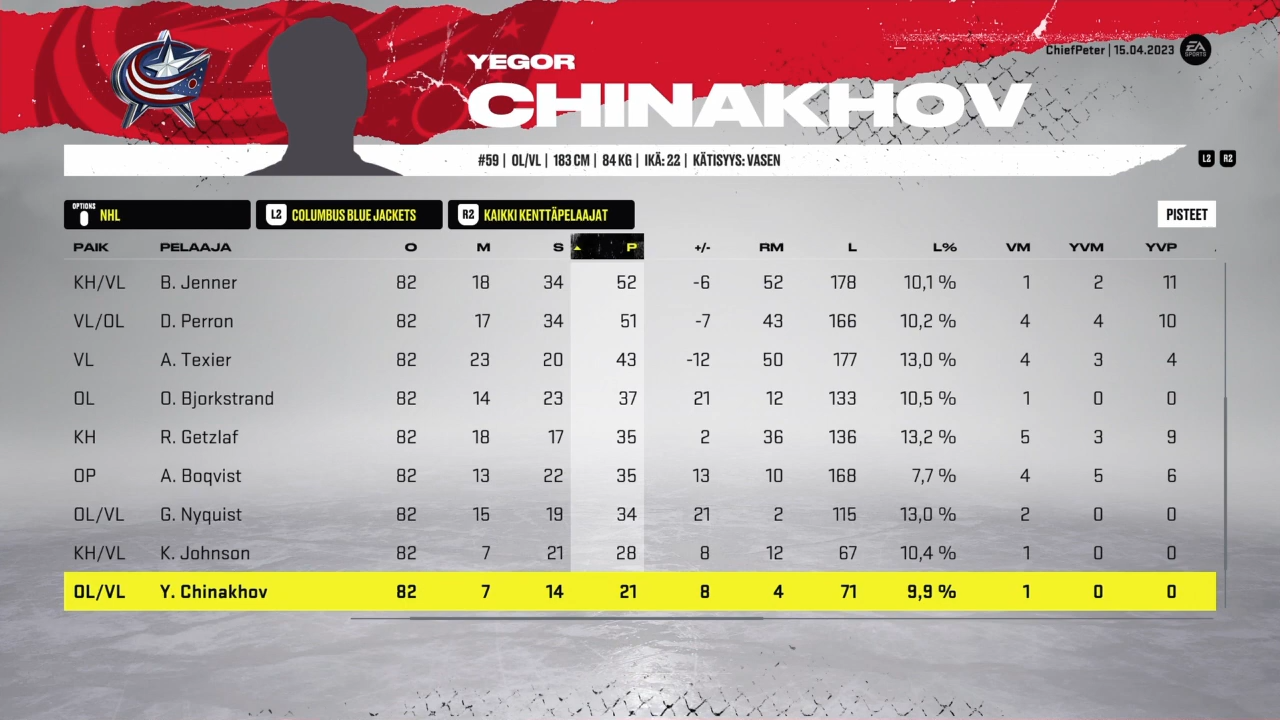 YEGOR
CHINAKHOV
ChiefPeter | 15.04.2023
EA
SPORTS
#59 | OL/VL | 183 CM | 84 KG | IKÄ: 22 | KÄTISYYS: VASEN
L2 R2
OPTIONS NHL L2 COLUMBUS BLUE JACKETS R2 KAIKKI KENTTÄPELAAJAT PISTEET
PAIK PELAAJA O M S P +/- RM L L% VM YVM YVP
KH/VL B. Jenner 82 18 34 52 -6 52 178 10,1 % 1 2 11
VL/OL D. Perron 82 17 34 51 -7 43 166 10,2 % 4 4 10
VL A. Texier 82 23 20 43 -12 50 177 13,0 % 4 3 4
OL O. Bjorkstrand 82 14 23 37 21 12 133 10,5 % 1 0 0
KH R. Getzlaf 82 18 17 35 2 36 136 13,2 % 5 3 9
OP A. Boqvist 82 13 22 35 13 10 168 7,7 % 4 5 6
OL/VL G. Nyquist 82 15 19 34 21 2 115 13,0 % 2 0 0
KH/VL K. Johnson 82 7 21 28 8 12 67 10,4 % 1 0 0
OL/VL Y. Chinakhov 82 7 14 21 8 4 71 9,9 % 1 0 0